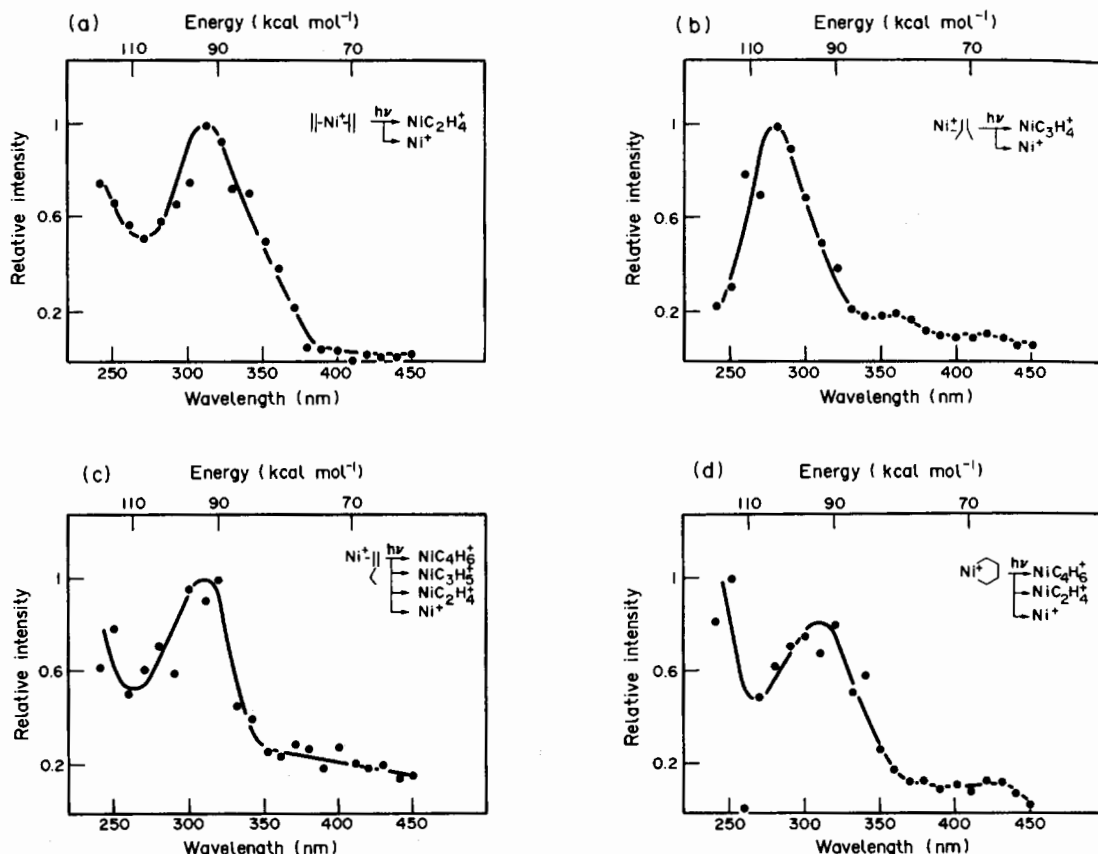 (a)
Energy (kcal mol⁻¹)
110 90 70
Relative intensity
1
0.6
0.2
-Ni⁺- hν NiC₂H₄⁺
Ni⁺
250 300 350 400 450
Wavelength (nm)
(b)
Energy (kcal mol⁻¹)
110 90 70
Relative intensity
1
0.6
0.2
Ni⁺ hν NiC₃H₄⁺
Ni⁺
250 300 350 400 450
Wavelength (nm)
(c)
Energy (kcal mol⁻¹)
110 90 70
Relative intensity
1
0.6
0.2
Ni⁺- hν NiC₄H₆⁺
NiC₃H₅⁺
NiC₂H₄⁺
Ni⁺
250 300 350 400 450
Wavelength (nm)
(d)
Energy (kcal mol⁻¹)
110 90 70
Relative intensity
1
0.6
0.2
Ni⁺ hν NiC₄H₆⁺
NiC₂H₄⁺
Ni⁺
250 300 350 400 450
Wavelength (nm)